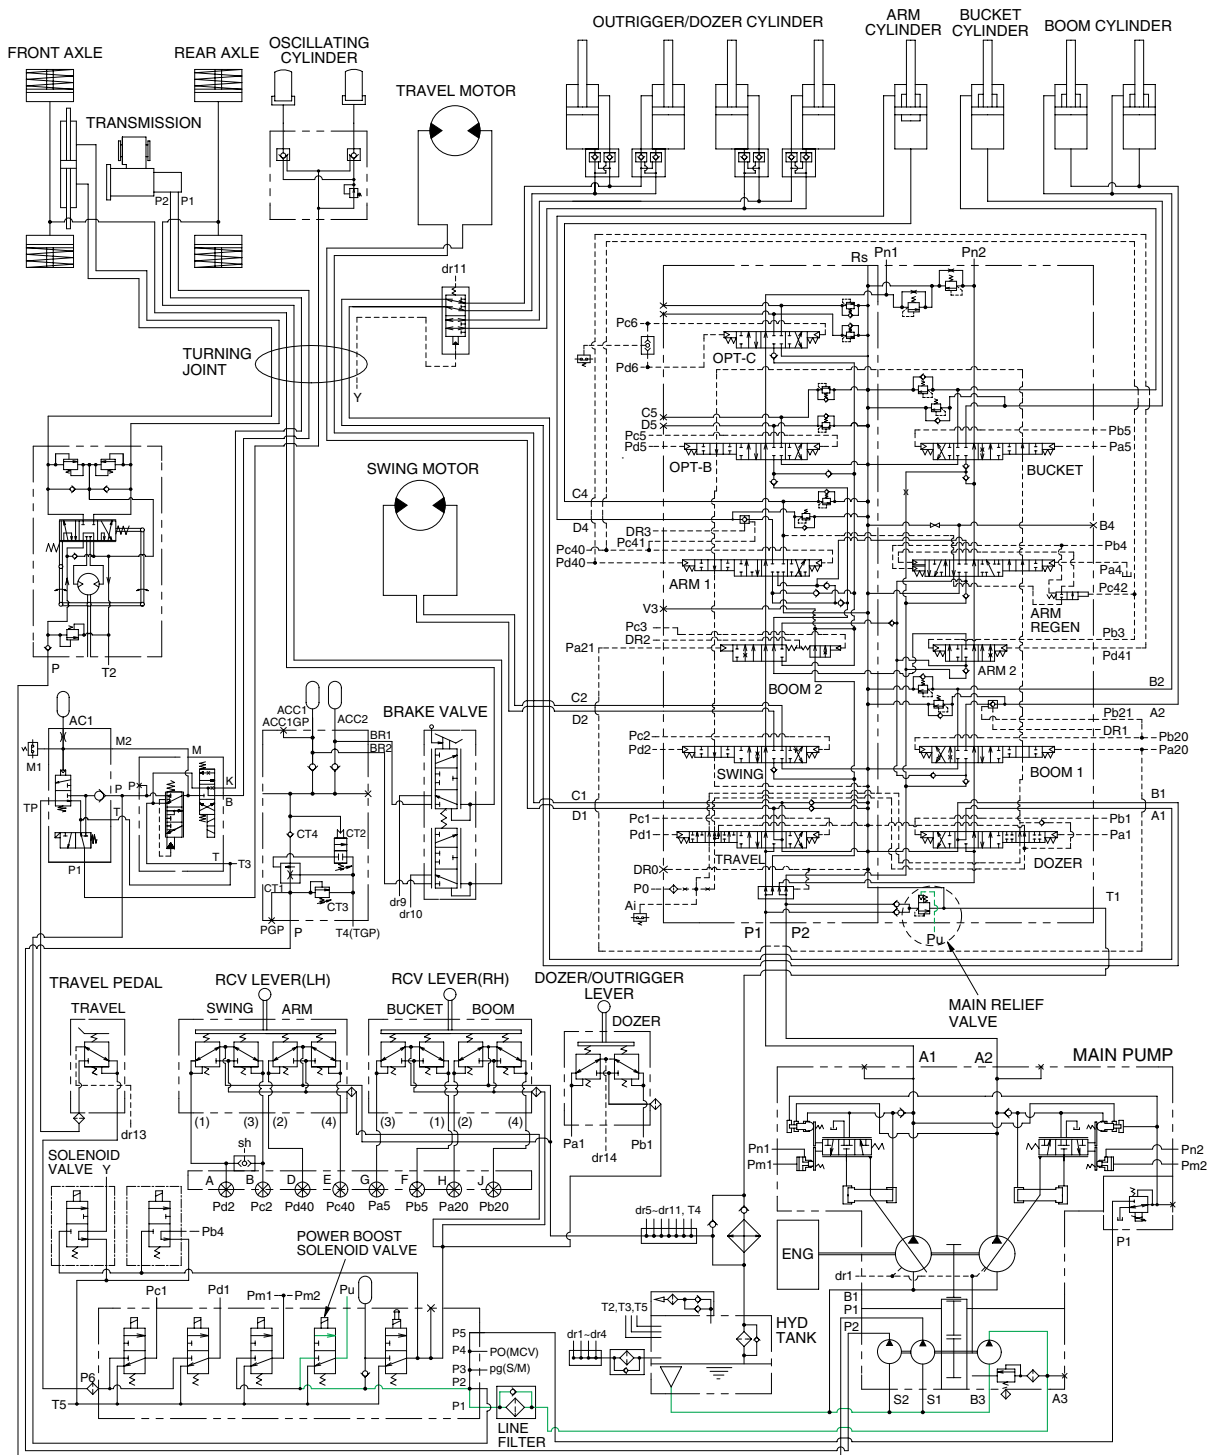 OUTRIGGER/DOZER CYLINDER
ARM
CYLINDER
BUCKET
CYLINDER
BOOM CYLINDER
FRONT AXLE
REAR AXLE
OSCILLATING
CYLINDER
TRAVEL MOTOR
TRANSMISSION
P2 P1
dr11
Rs
Pn1
Pn2
TURNING
JOINT
Y
Pc6
Pd6
OPT-C
C5
D5
Pc5
Pd5
OPT-B
Pb5
Pa5
BUCKET
SWING MOTOR
C4
D4
DR3
Pc41
Pc40
Pd40
ARM 1
B4
Pb4
Pa4
Pc42
ARM
REGEN
V3
Pc3
DR2
Pa21
BOOM 2
Pb3
Pd41
ARM 2
P
T2
B2
C2
D2
Pb21
A2
DR1
Pc2
Pd2
SWING
Pb20
Pa20
BOOM 1
AC1
M2
M1
M
P
P
K
B
TP
T
T
T3
P1
ACC1
ACC1GP
ACC2
BRAKE VALVE
BR1
BR2
CT4
CT2
CT1
CT3
PGP
P
T4(TGP)
dr9
dr10
C1
D1
Pc1
Pd1
TRAVEL
B1
A1
Pb1
Pa1
DOZER
DR0
P0
Ai
T1
P1
P2
Pu
MAIN RELIEF
VALVE
TRAVEL PEDAL
TRAVEL
dr13
RCV LEVER(LH)
SWING
ARM
(1) (3) (2) (4)
sh
RCV LEVER(RH)
BUCKET
BOOM
(3) (1) (2) (4)
DOZER/OUTRIGGER
LEVER
DOZER
Pa1
Pb1
dr14
A B D E G F H J
Pd2 Pc2 Pd40 Pc40 Pa5 Pb5 Pa20 Pb20
SOLENOID
VALVE Y
Pb4
POWER BOOST
SOLENOID VALVE
Pc1
Pd1
Pm1
Pm2
Pu
P6
T5
P5
P4
P3
P2
P1
PO(MCV)
pg(S/M)
LINE
FILTER
dr5~dr11, T4
T2,T3,T5
dr1~dr4
HYD
TANK
A1
A2
MAIN PUMP
Pn1
Pm1
Pn2
Pm2
P1
ENG
dr1
B1
P1
P2
S2 S1
B3
A3